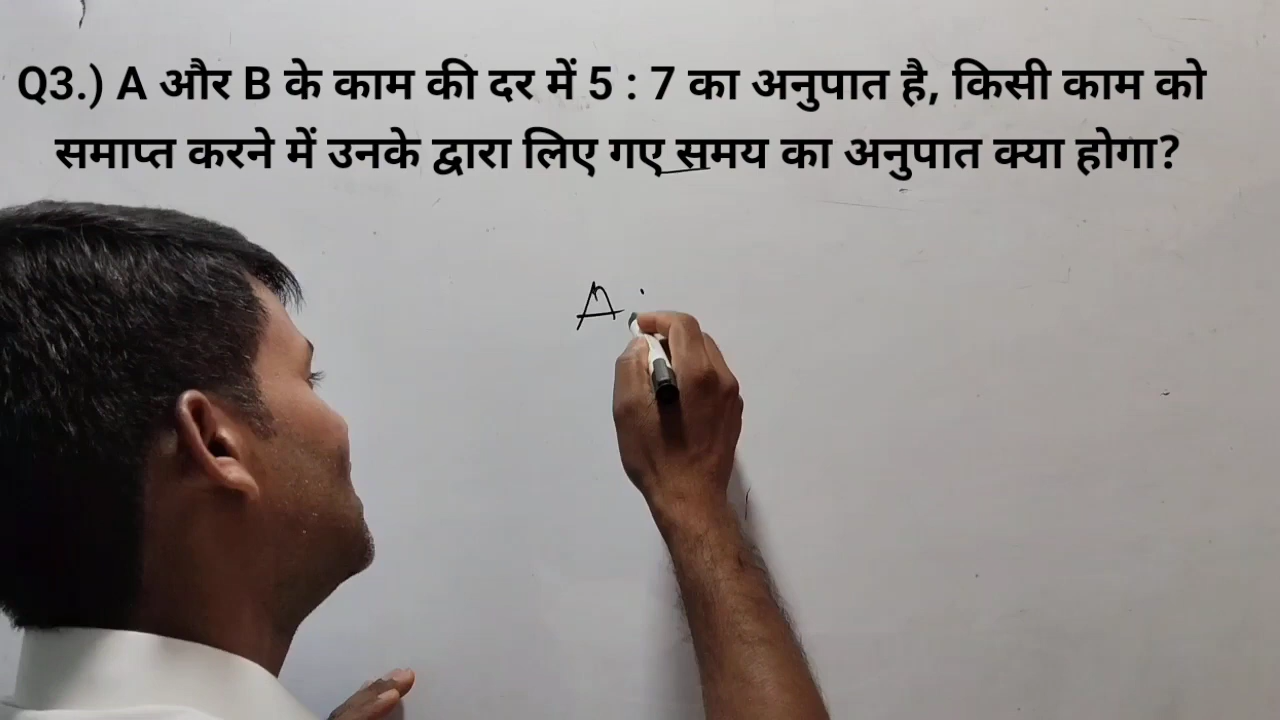 Q3.) A और B के काम की दर में 5 : 7 का अनुपात है, किसी काम को
समाप्त करने में उनके द्वारा लिए गए समय का अनुपात क्या होगा?
A :